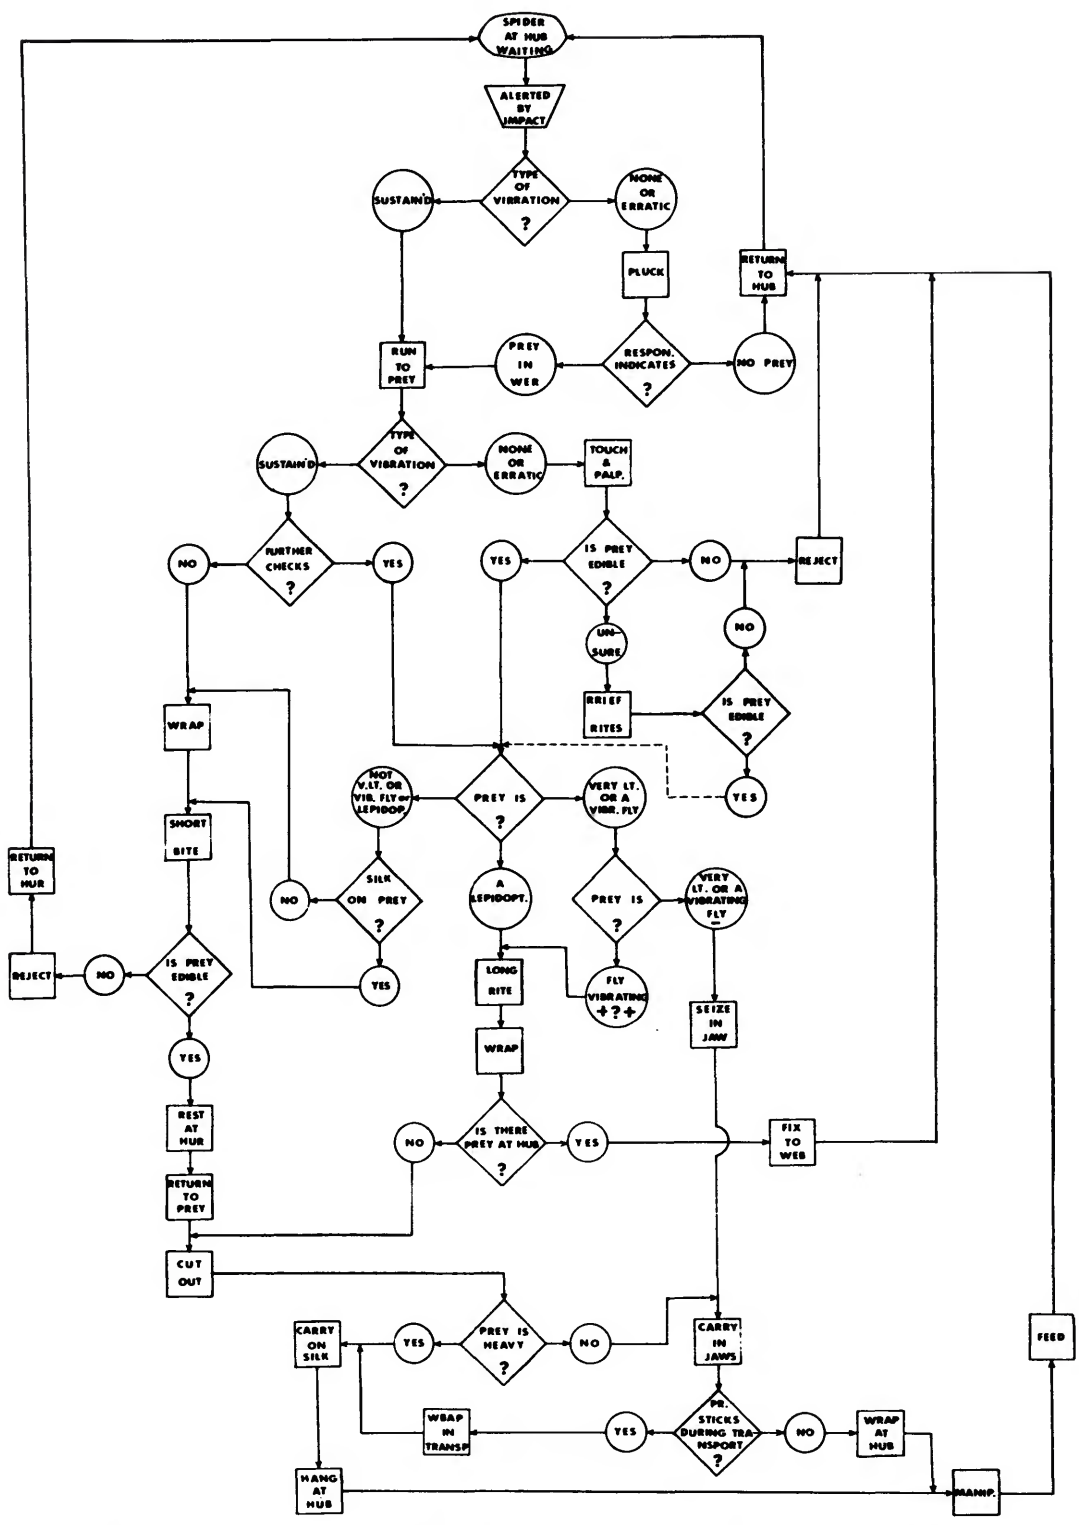 SPIDER
AT HUB
WAITING
ALERTED
BY
IMPACT
TYPE
OF
VIBRATION
?
SUSTAIN'D
NONE
OR
ERRATIC
PLUCK
RETURN
TO
HUB
RESPON.
INDICATES
?
PREY
IN
WER
NO PREY
RUN
TO
PREY
TYPE
OF
VIBRATION
?
SUSTAIN'D
NONE
OR
ERRATIC
TOUCH
&
PALP.
FURTHER
CHECKS
?
NO
YES
IS PREY
EDIBLE
?
YES
NO
REJECT
UN-
SURE
NO
BRIEF
RITES
IS PREY
EDIBLE
?
YES
WRAP
SHORT
BITE
NOT
V.LT. OR
VIB. FLY or
LEPIDOP.
PREY IS
?
VERY LT.
OR A
VIBR. FLY
RETURN
TO
HUR
SILK
ON PREY
?
NO
YES
A
LEPIDOPT.
PREY IS
?
VERY
LT. OR A
VIBRATING
FLY
–
REJECT
NO
IS PREY
EDIBLE
?
LONG
RITE
FLY
VIBRATING
+?+
SEIZE
IN
JAW
YES
WRAP
REST
AT
HUR
NO
IS THERE
PREY AT HUB
?
YES
FIX
TO
WEB
RETURN
TO
PREY
CUT
OUT
CARRY
ON
SILK
YES
PREY IS
HEAVY
?
NO
CARRY
IN
JAWS
FEED
WBAP
IN
TRANSP
YES
PR.
STICKS
DURING TRA-
NSPORT
?
NO
WRAP
AT
HUB
HANG
AT
HUB
MANIP.